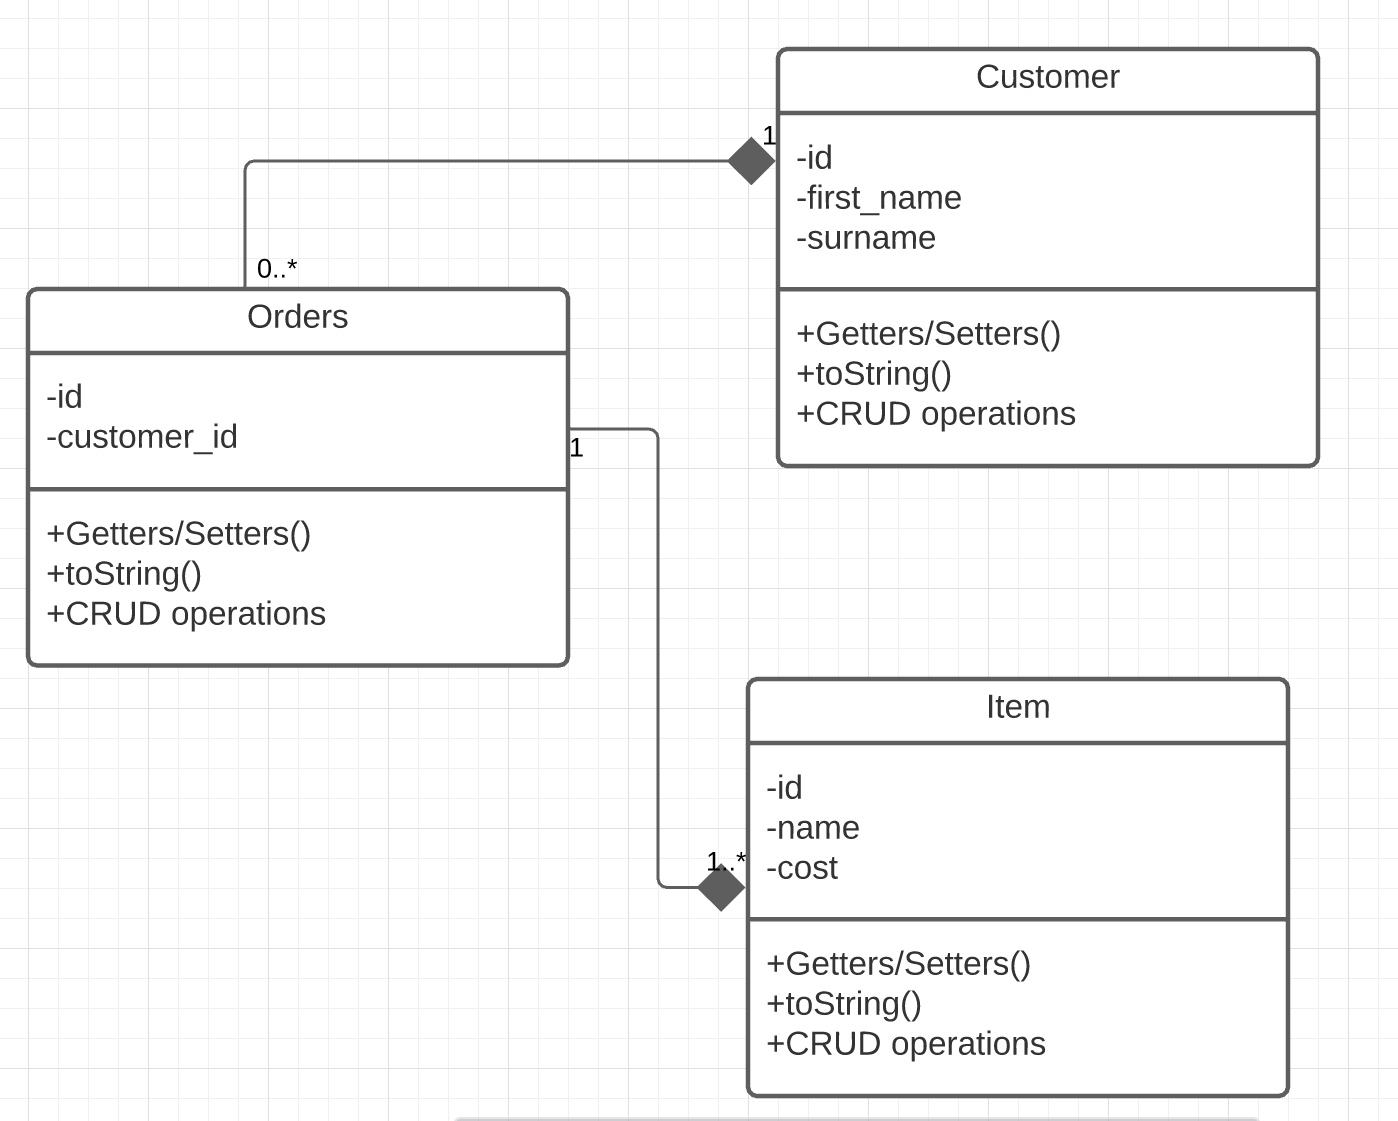 Customer
1
-id
-first_name
-surname
+Getters/Setters()
+toString()
+CRUD operations
0..*
Orders
-id
-customer_id
1
+Getters/Setters()
+toString()
+CRUD operations
Item
-id
-name
-cost
1..*
+Getters/Setters()
+toString()
+CRUD operations